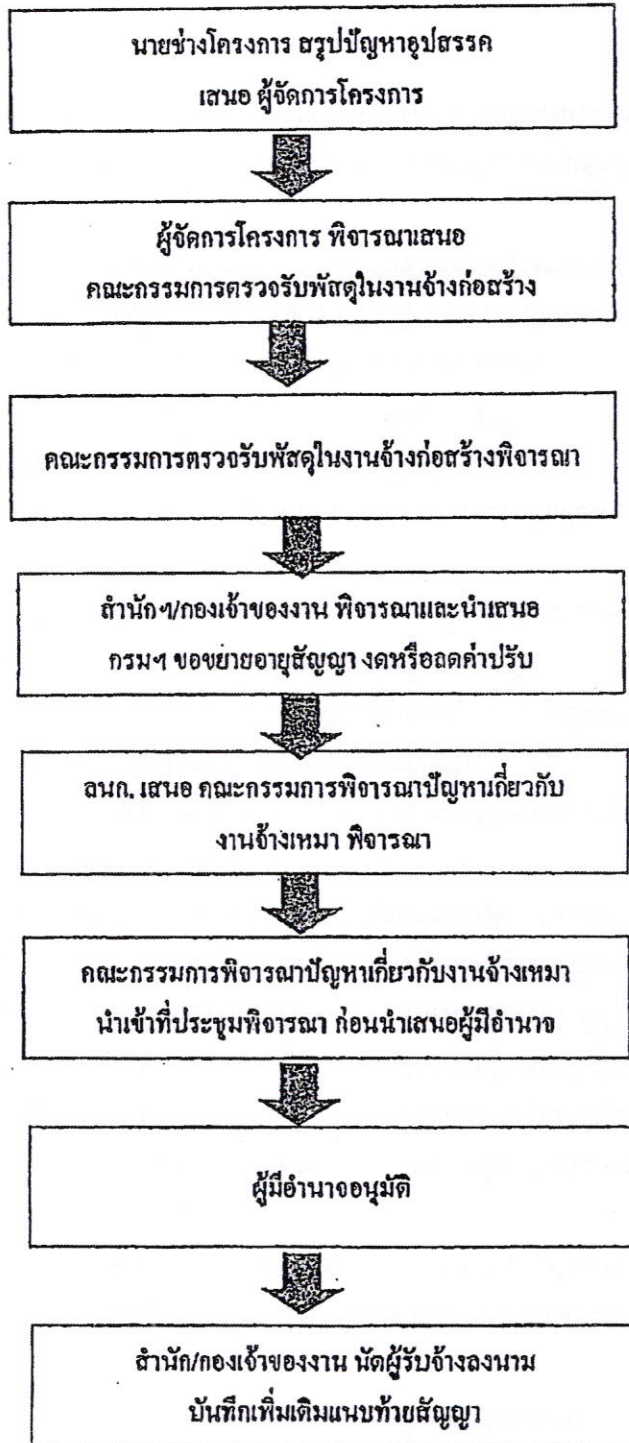 นายช่างโครงการ สรุปปัญหาอุปสรรค
เสนอ ผู้จัดการโครงการ
ผู้จัดการโครงการ พิจารณาเสนอ
คณะกรรมการตรวจรับพัสดุในงานจ้างก่อสร้าง
คณะกรรมการตรวจรับพัสดุในงานจ้างก่อสร้างพิจารณา
สำนักฯ/กองเจ้าของงาน พิจารณาและนำเสนอ
กรมฯ ขอขยายอายุสัญญา งดหรือลดค่าปรับ
ลนก. เสนอ คณะกรรมการพิจารณาปัญหาเกี่ยวกับ
งานจ้างเหมา พิจารณา
คณะกรรมการพิจารณาปัญหาเกี่ยวกับงานจ้างเหมา
นำเข้าที่ประชุมพิจารณา ก่อนนำเสนอผู้มีอำนาจ
ผู้มีอำนาจอนุมัติ
สำนัก/กองเจ้าของงาน นัดผู้รับจ้างลงนาม
บันทึกเพิ่มเติมแนบท้ายสัญญา